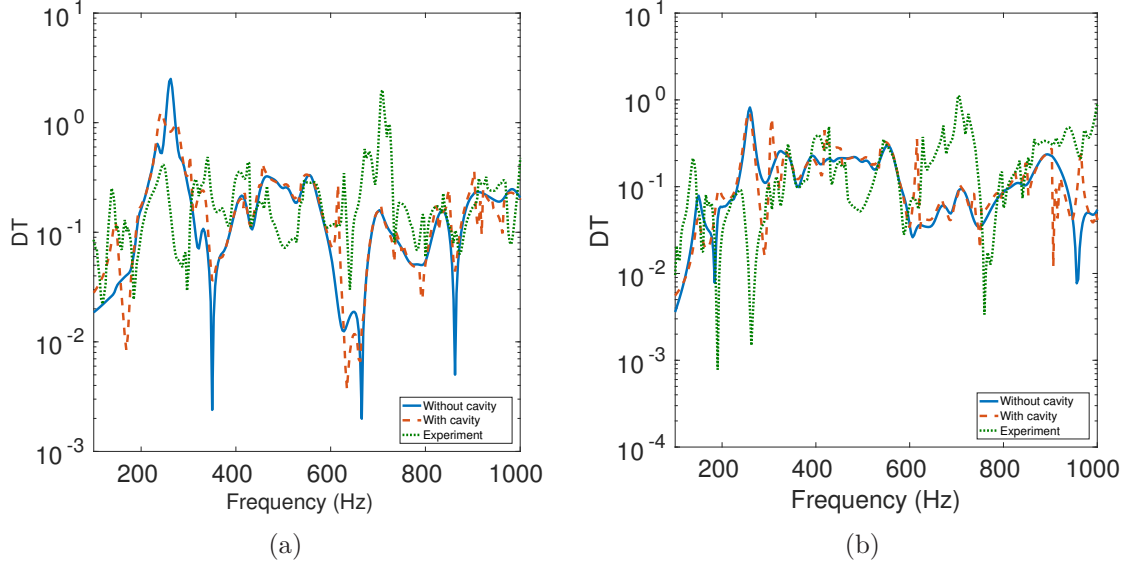 10^1
10^0
10^-1
10^-2
10^-3
DT
200 400 600 800 1000
Frequency (Hz)
Without cavity
With cavity
Experiment
(a)
10^1
10^0
10^-1
10^-2
10^-3
10^-4
DT
200 400 600 800 1000
Frequency (Hz)
Without cavity
With cavity
Experiment
(b)